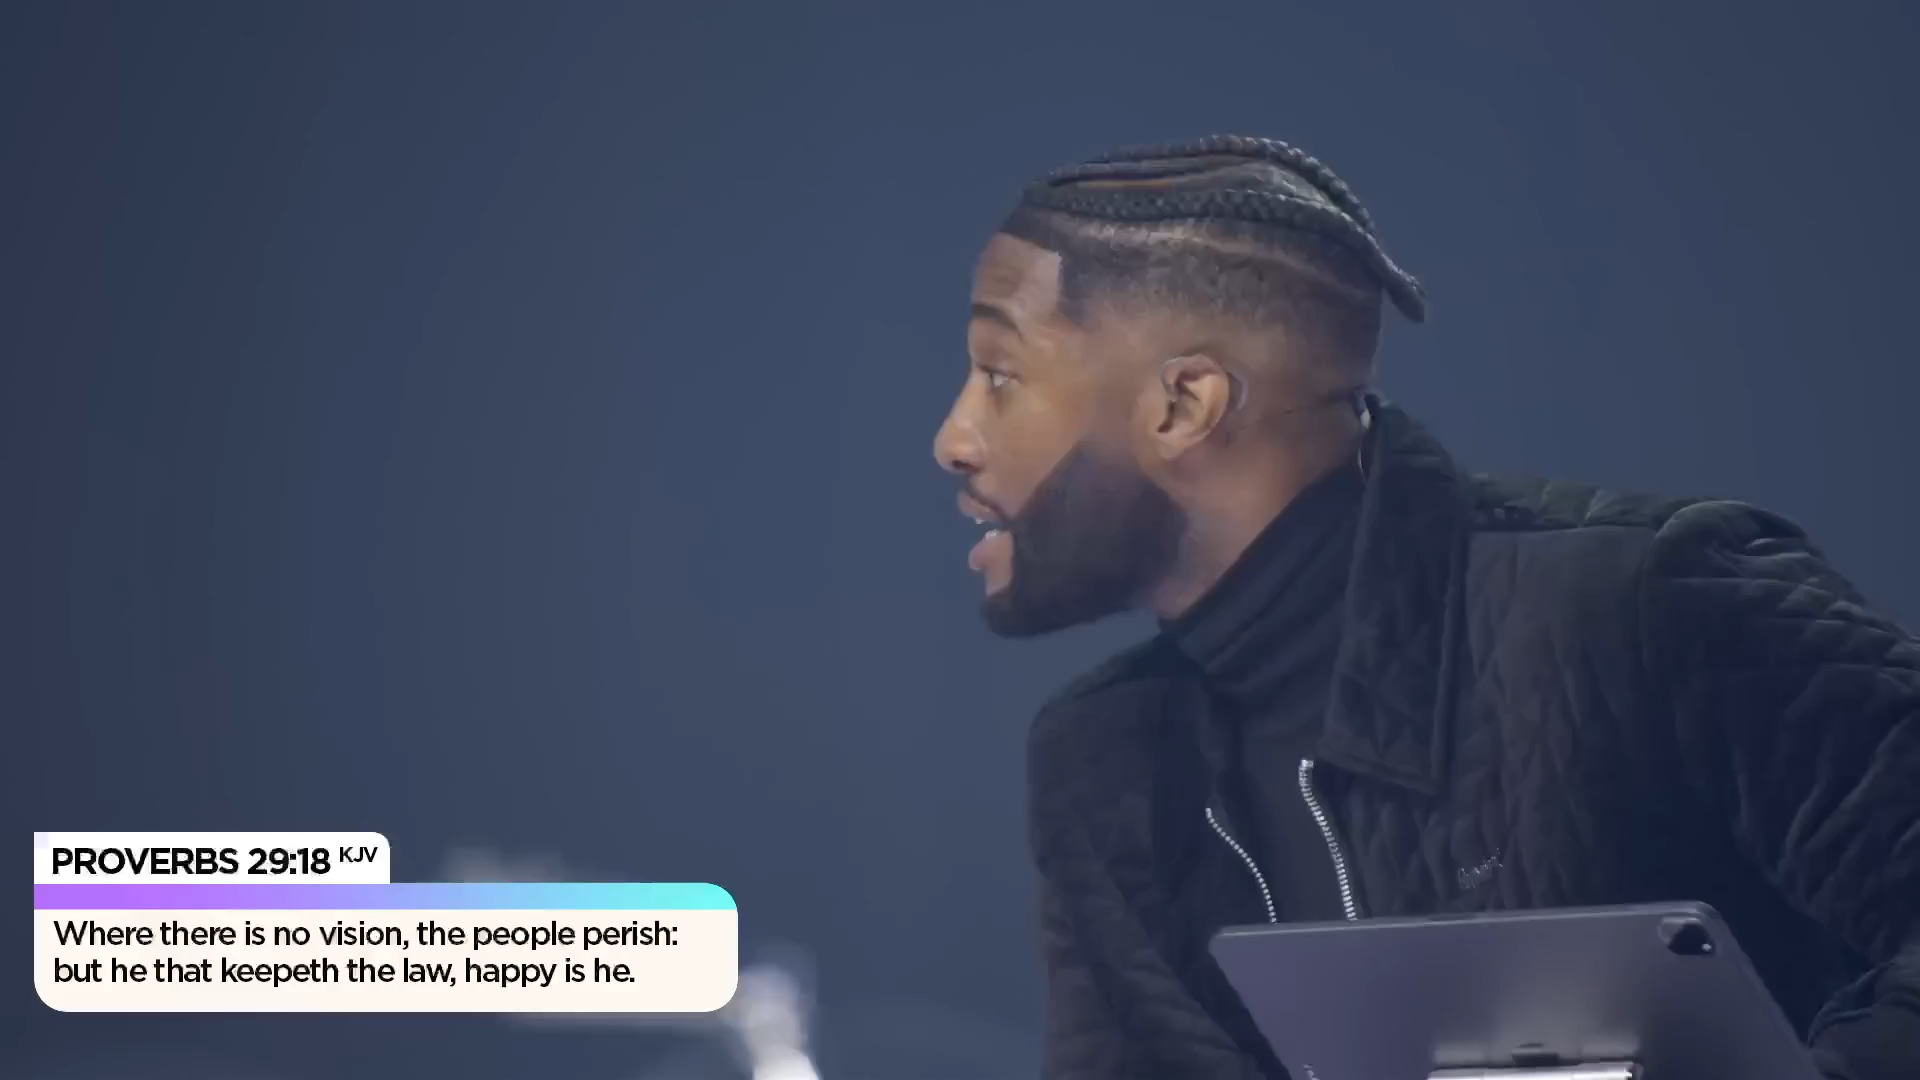 PROVERBS 29:18 KJV
Where there is no vision, the people perish:
but he that keepeth the law, happy is he.